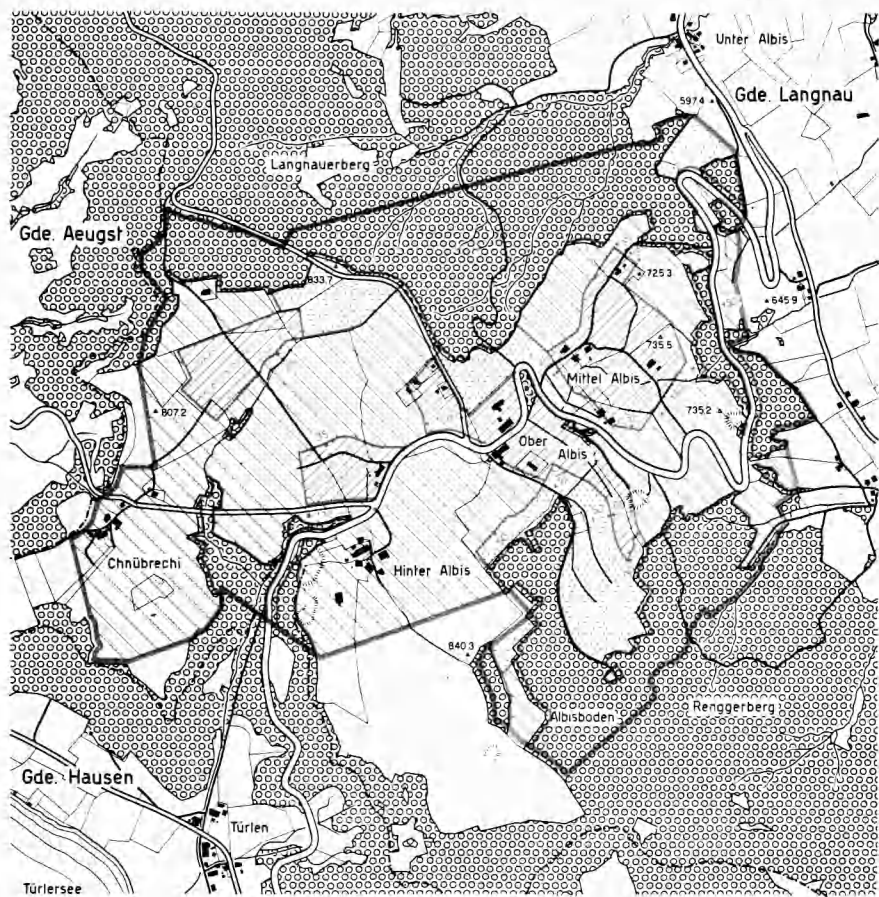 Unter Albis
597.4
Gde. Langnau
Langnauerberg
Gde. Aeugst
833.7
725.3
645.9
735.5
Mittel Albis
807.2
735.2
Ober
Albis
Chnübrechi
Hinter Albis
840.3
Albisboden
Renggerberg
Gde. Hausen
Türlen
Türlersee